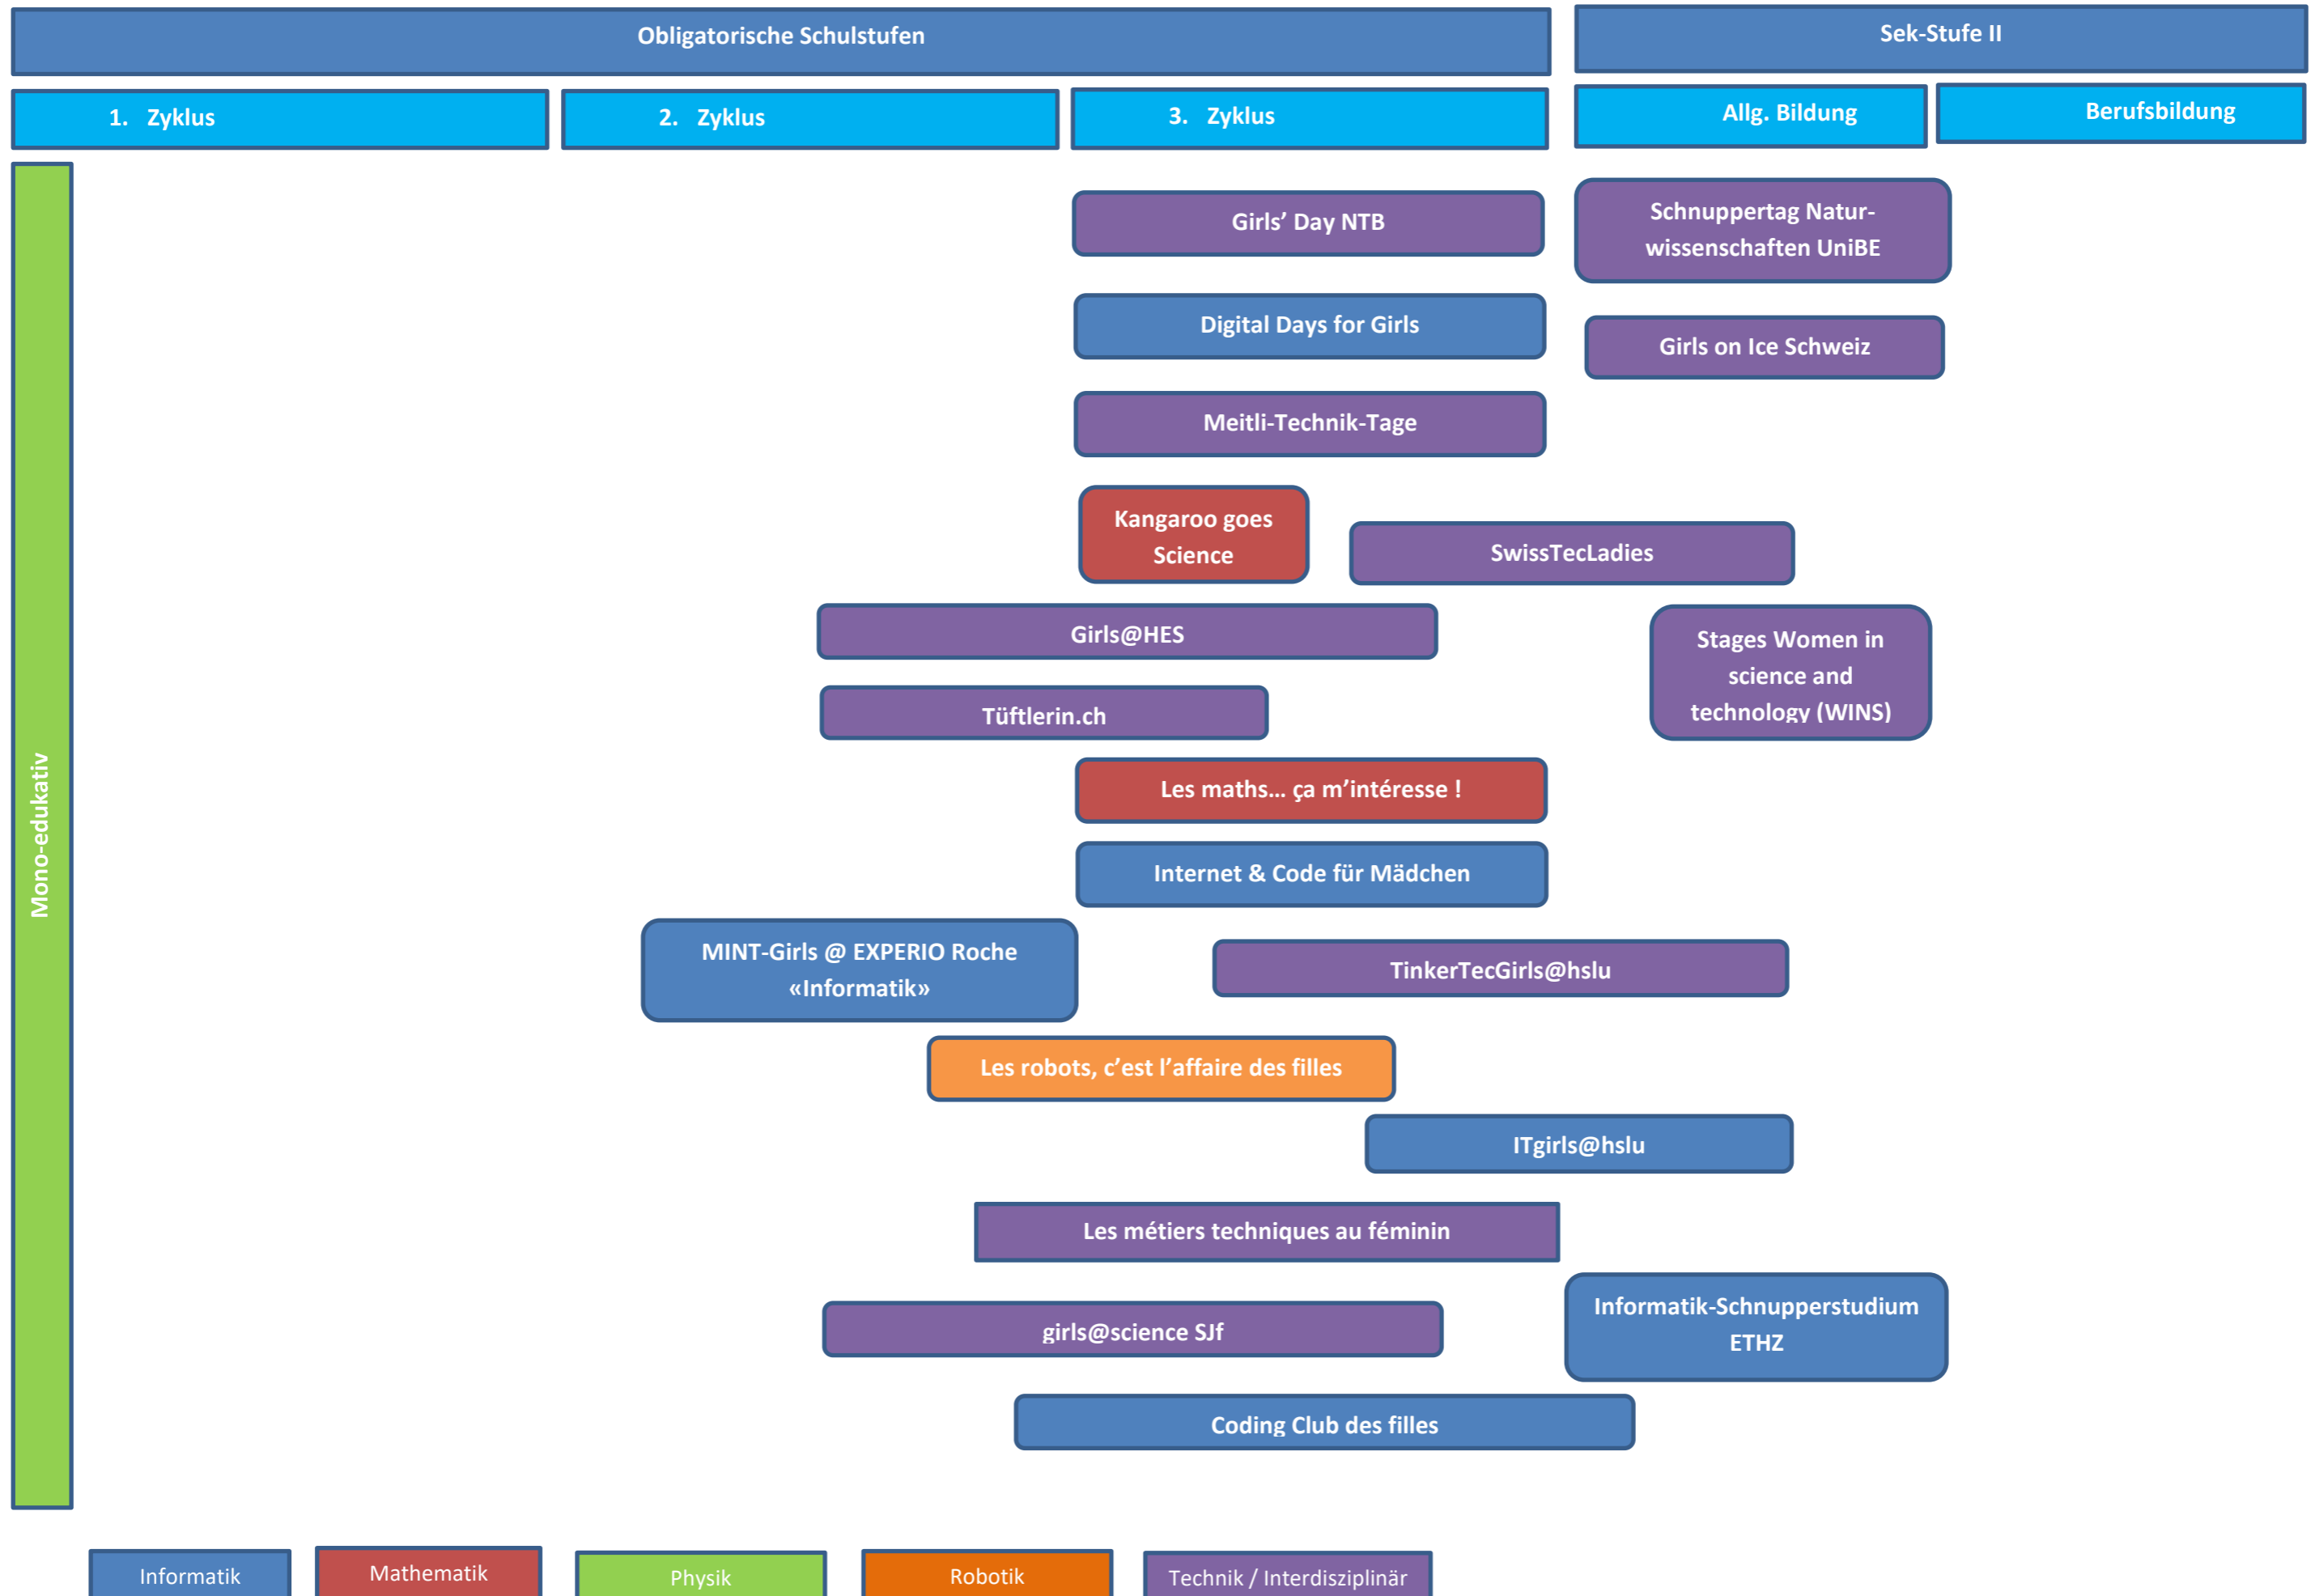 Obligatorische Schulstufen
Sek-Stufe II
1. Zyklus
2. Zyklus
3. Zyklus
Allg. Bildung
Berufsbildung
Mono-edukativ
Girls’ Day NTB
Schnuppertag Natur-
wissenschaften UniBE
Digital Days for Girls
Girls on Ice Schweiz
Meitli-Technik-Tage
Kangaroo goes
Science
SwissTecLadies
Girls@HES
Stages Women in
science and
technology (WINS)
Tüftlerin.ch
Les maths… ça m’intéresse !
Internet & Code für Mädchen
MINT-Girls @ EXPERIO Roche
«Informatik»
TinkerTecGirls@hslu
Les robots, c’est l’affaire des filles
ITgirls@hslu
Les métiers techniques au féminin
Informatik-Schnupperstudium
ETHZ
girls@science SJf
Coding Club des filles
Informatik
Mathematik
Physik
Robotik
Technik / Interdisziplinär